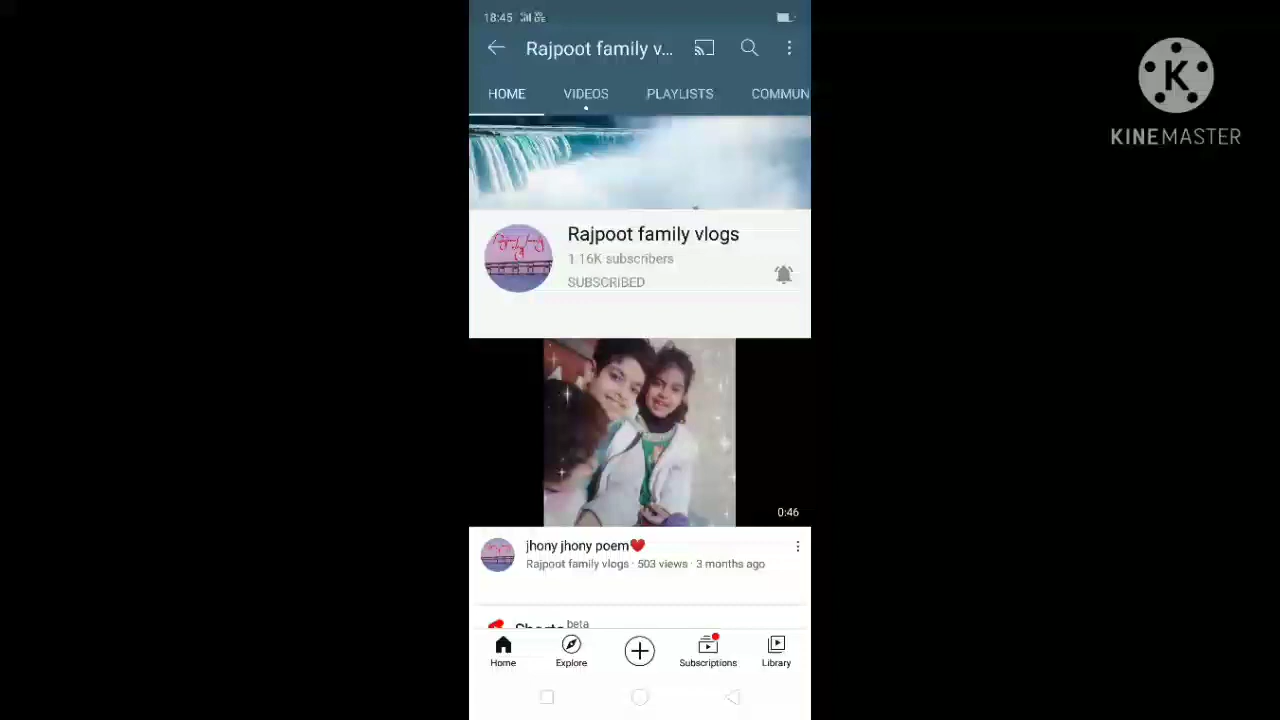 18:45
Rajpoot family v...
HOME VIDEOS PLAYLISTS COMMUN
Rajpoot family vlogs
1.16K subscribers
SUBSCRIBED
0:46
jhony jhony poem❤️
Rajpoot family vlogs · 503 views · 3 months ago
Shorts beta
Home Explore Subscriptions Library
K
KINEMASTER